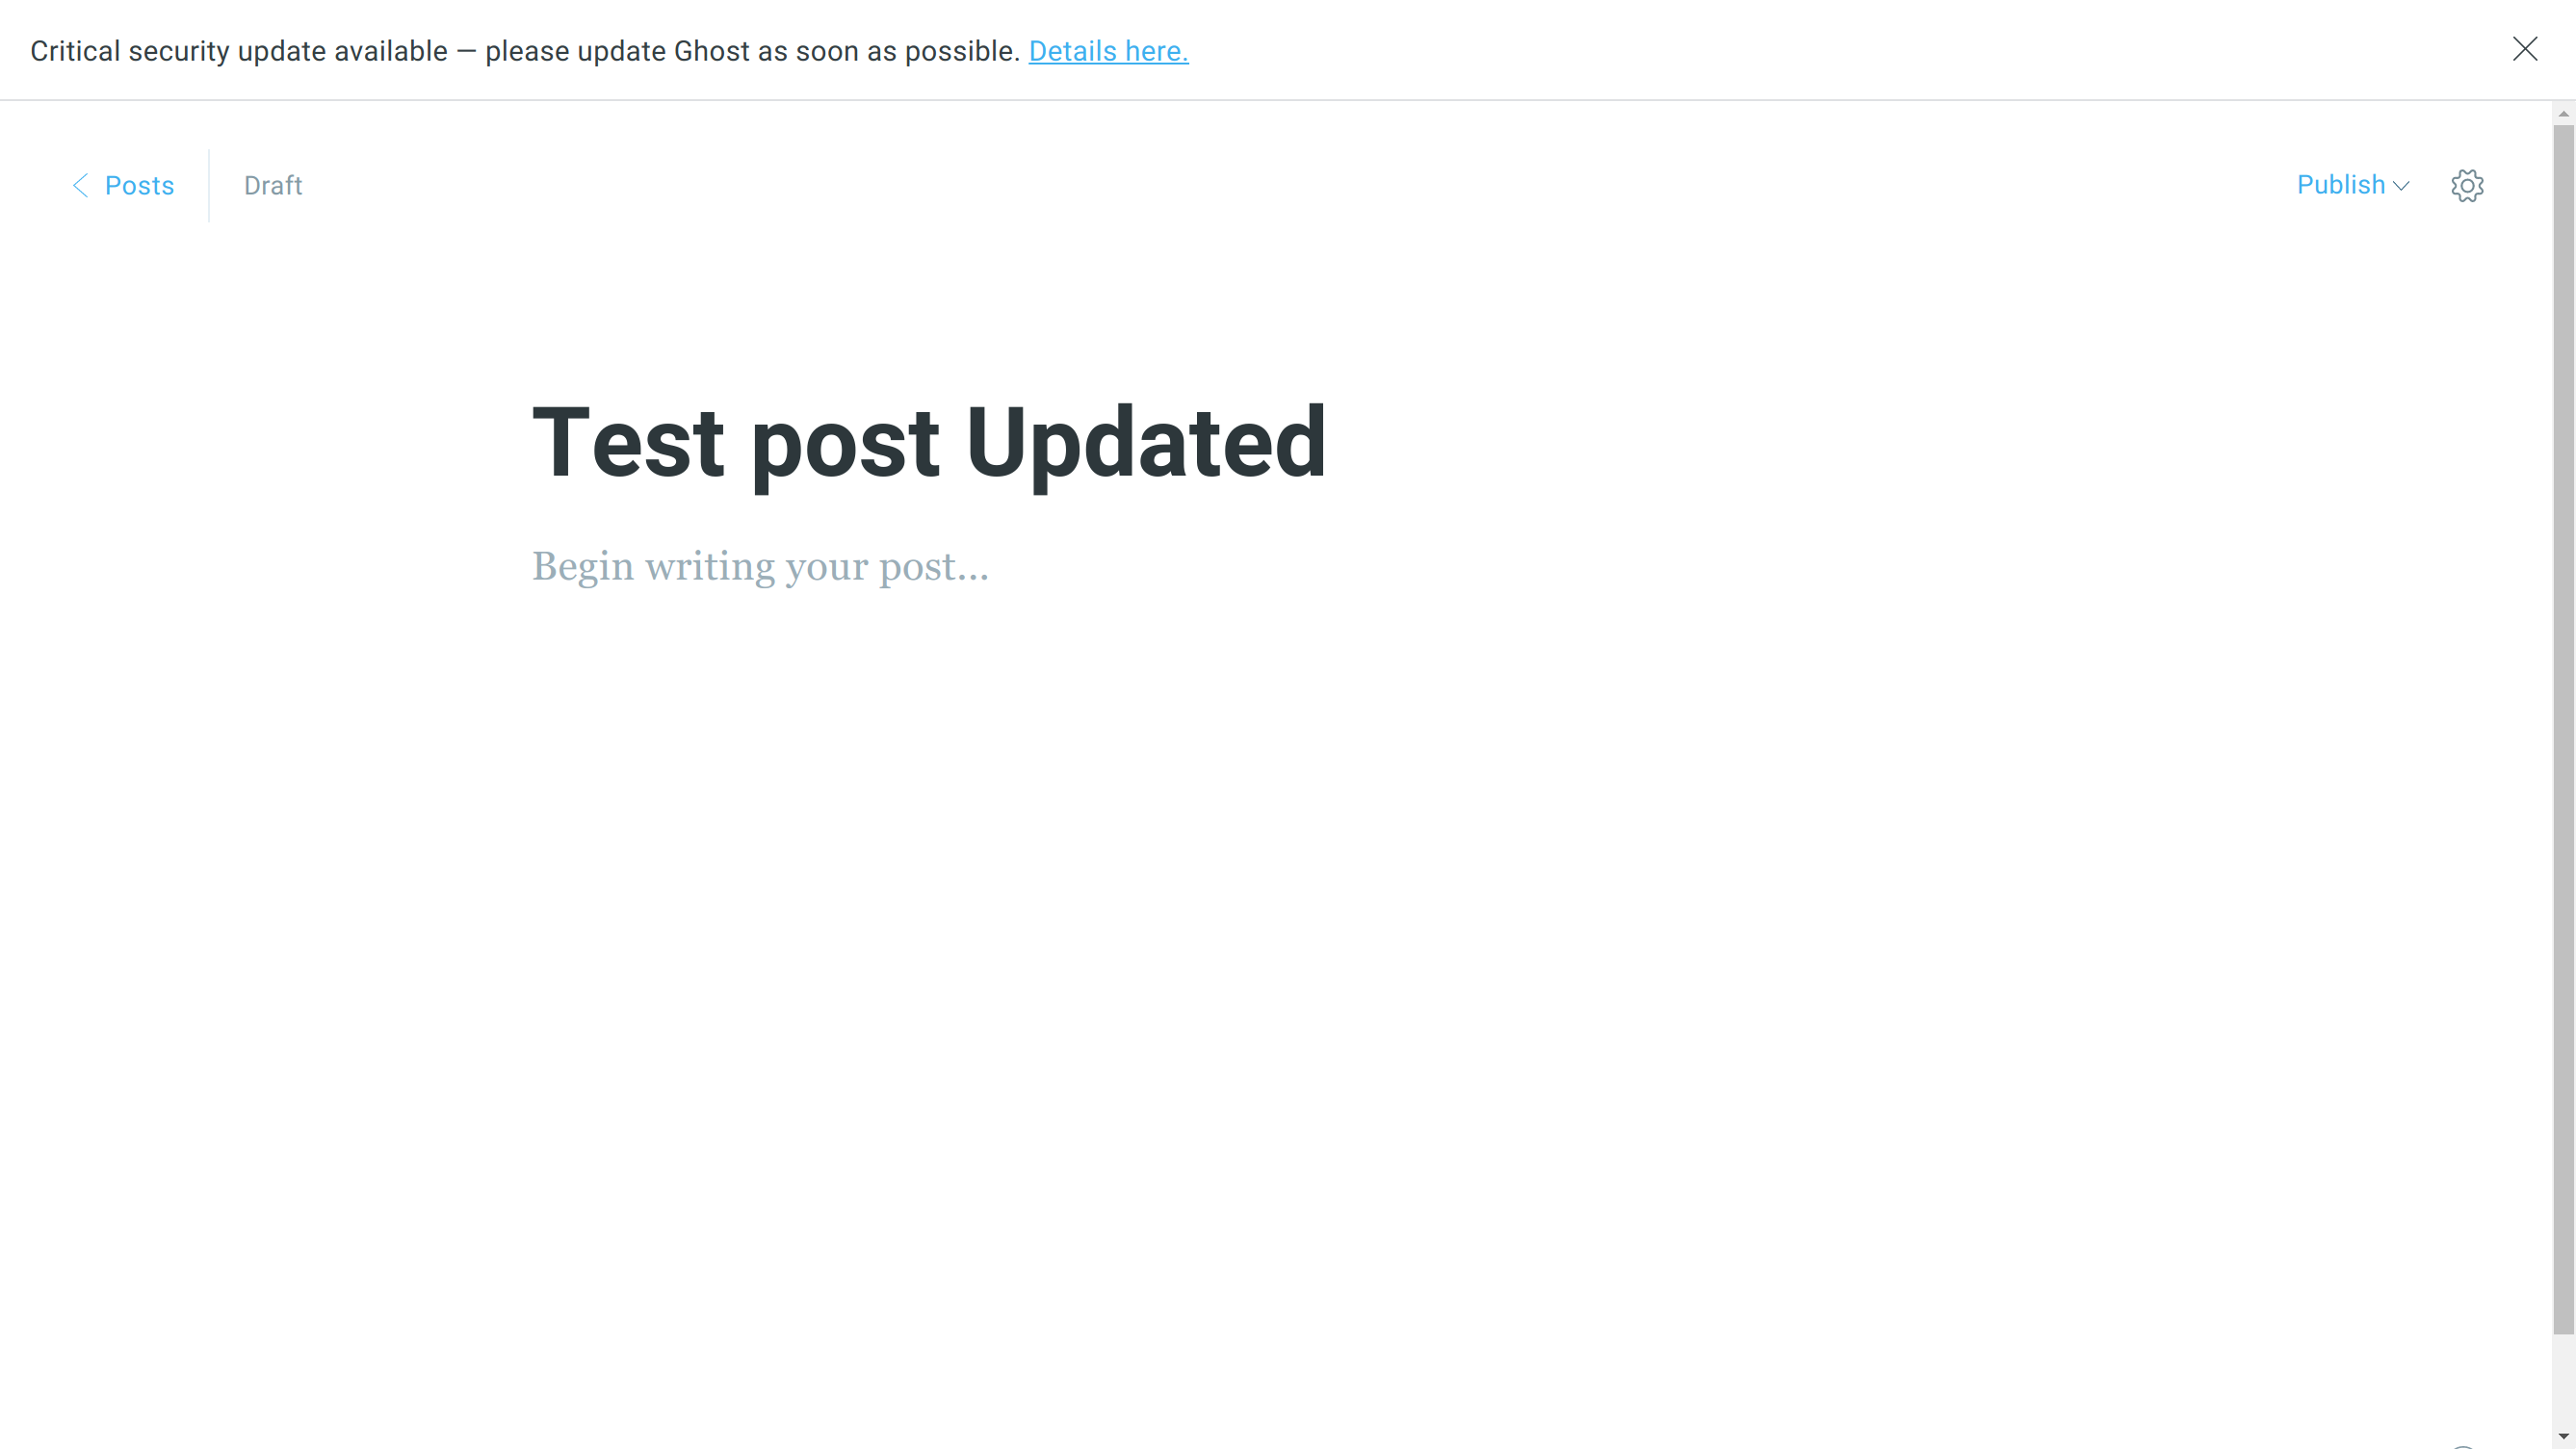 Critical security update available — please update Ghost as soon as possible. Details here.
Posts
Draft
Publish
Test post Updated
Begin writing your post...